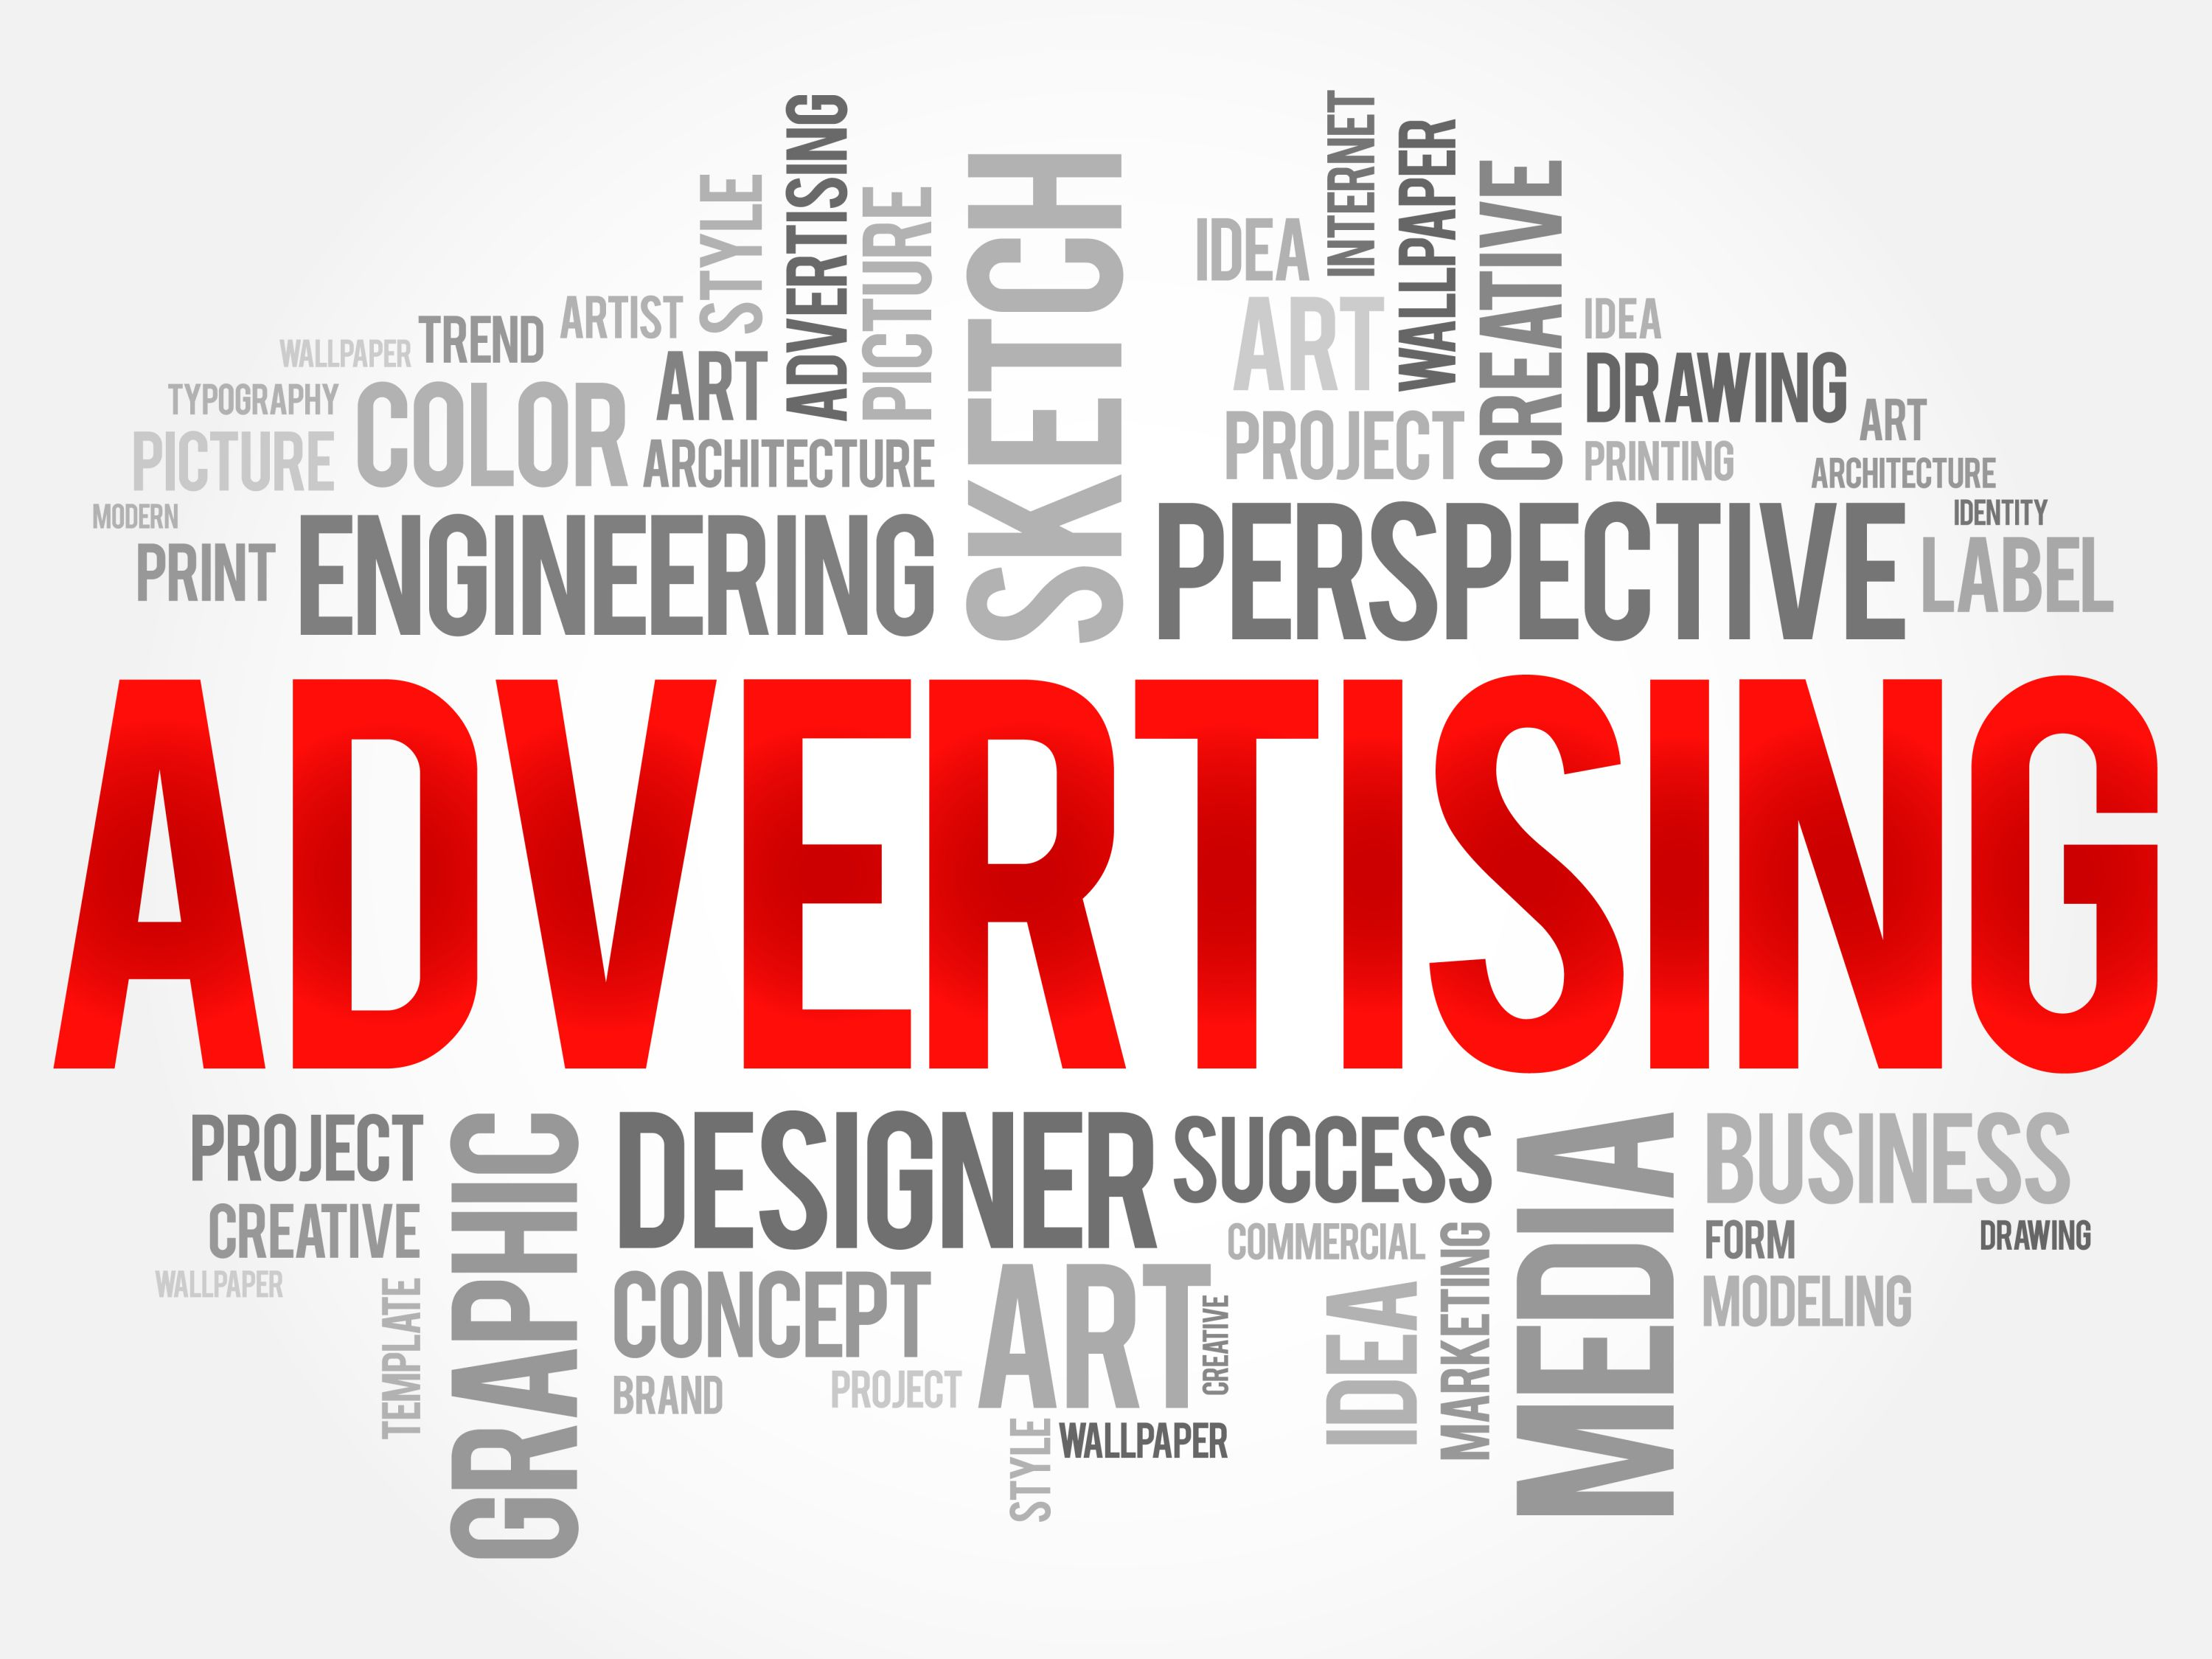 STYLE
ADVERTISING
PICTURE
SKETCH
IDEA
INTERNET
WALLPAPER
CREATIVE
WALLPAPER
TREND
ARTIST
ART
ART
IDEA
DRAWING
TYPOGRAPHY
COLOR
ART
PICTURE
ARCHITECTURE
PROJECT
PRINTING
ARCHITECTURE
MODERN
IDENTITY
PRINT
ENGINEERING
PERSPECTIVE
LABEL
ADVERTISING
PROJECT
GRAPHIC
DESIGNER
SUCCESS
MEDIA
BUSINESS
CREATIVE
COMMERCIAL
MARKETING
FORM
DRAWING
WALLPAPER
TEMPLATE
CONCEPT
ART
CREATIVE
IDEA
MODELING
BRAND
PROJECT
STYLE
WALLPAPER